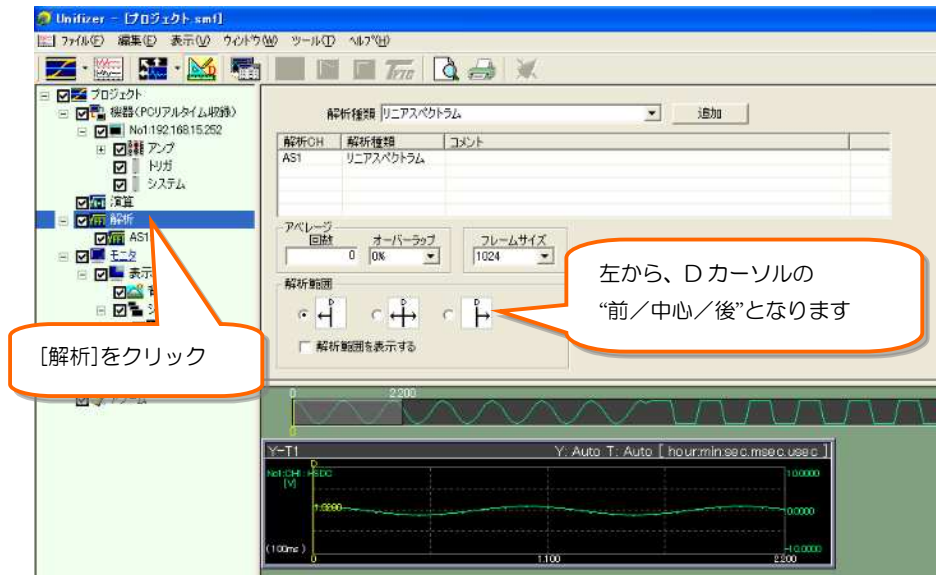 Unifizer - [プロジェクト.smf]
ファイル(F) 編集(E) 表示(V) ウィンドウ(W) ツール(T) ヘルプ(H)
TYTC
プロジェクト
機器(PCリアルタイム収録)
No1:192.168.15.252
アンプ
トリガ
システム
演算
解析
AS1
モニタ
表示
[解析]をクリック
解析種類 リニアスペクトラム 追加
解析CH 解析種類 コメント
AS1 リニアスペクトラム
アベレージ
回数 オーバーラップ フレームサイズ
0 0% 1024
解析範囲
D D D
解析範囲を表示する
左から、Dカーソルの
“前/中心/後”となります
0 2.200
0
Y-T1 Y: Auto T: Auto [ hour:min:sec.msec.usec ]
D
No1:CH1:HSDC 10.0000
[V]
0.0000
(100ms) -10.0000
0 1.100 2.200